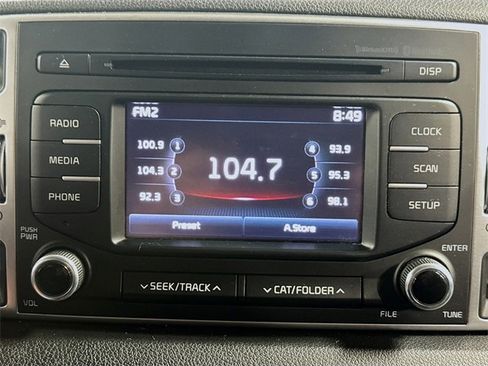 SiriusXM Bluetooth
DISP
FM2 8:49
RADIO
MEDIA
PHONE
100.9 1
104.3 2
92.3 3
104.7
4 93.9
5 95.3
6 98.1
Preset A.Store
CLOCK
SCAN
SETUP
PUSH
PWR
VOL
SEEK/TRACK
CAT/FOLDER
ENTER
FILE TUNE